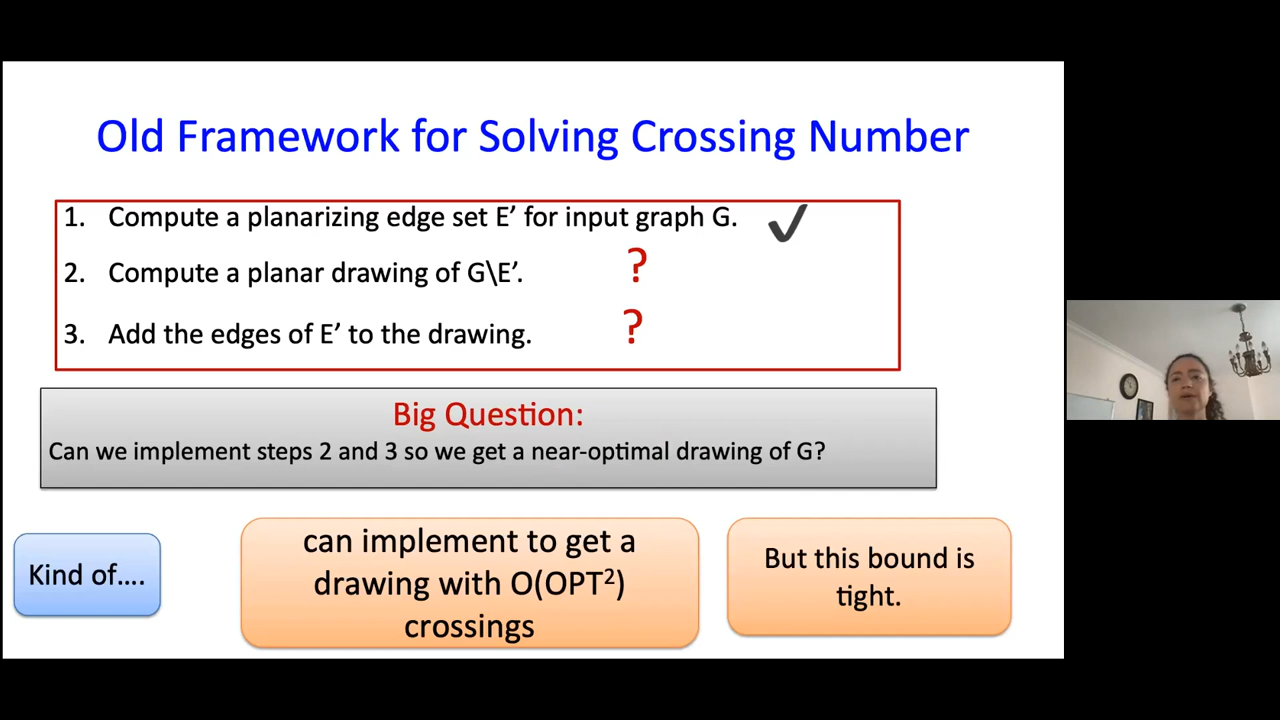 Old Framework for Solving Crossing Number
1. Compute a planarizing edge set E’ for input graph G.
2. Compute a planar drawing of G\E’. ?
3. Add the edges of E’ to the drawing. ?
Big Question:
Can we implement steps 2 and 3 so we get a near-optimal drawing of G?
Kind of....
can implement to get a
drawing with O(OPT²)
crossings
But this bound is
tight.